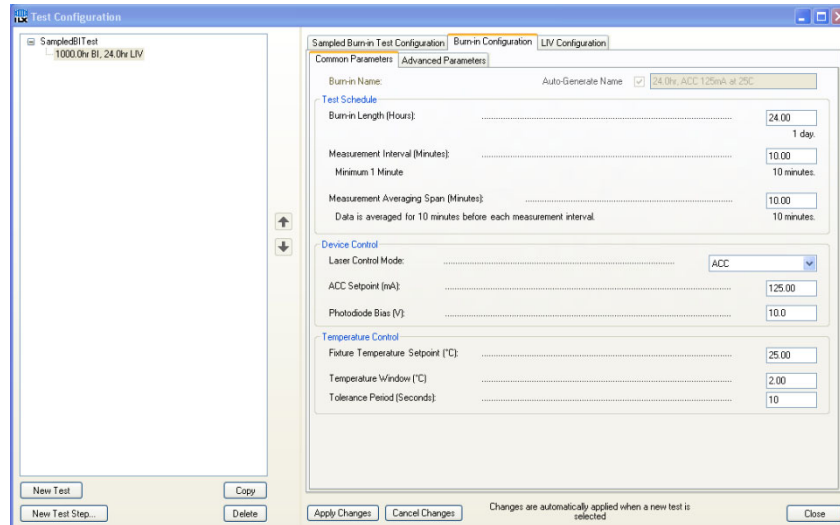 ILX Test Configuration
SampledBITest
1000.0hr BI, 24.0hr LIV
New Test
Copy
New Test Step...
Delete
Sampled Burn-in Test Configuration
Burn-in Configuration
LIV Configuration
Common Parameters
Advanced Parameters
Burn-in Name:
Auto-Generate Name
24.0hr, ACC 125mA at 25C
Test Schedule
Burn-in Length (Hours):
24.00
1 day.
Measurement Interval (Minutes):
10.00
Minimum 1 Minute
10 minutes.
Measurement Averaging Span (Minutes):
10.00
Data is averaged for 10 minutes before each measurement interval.
10 minutes.
Device Control
Laser Control Mode:
ACC
ACC Setpoint (mA):
125.00
Photodiode Bias (V):
10.0
Temperature Control
Fixture Temperature Setpoint (°C):
25.00
Temperature Window (°C)
2.00
Tolerance Period (Seconds):
10
Apply Changes
Cancel Changes
Changes are automatically applied when a new test is
selected
Close